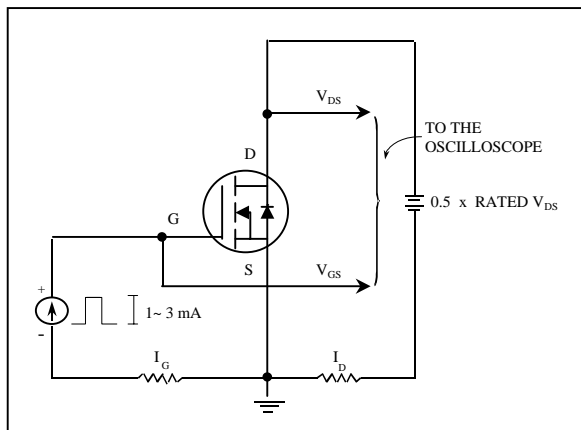 V_DS
TO THE
OSCILLOSCOPE
D
0.5 x RATED V_DS
G
S
V_GS
+
1~ 3 mA
-
I_G
I_D